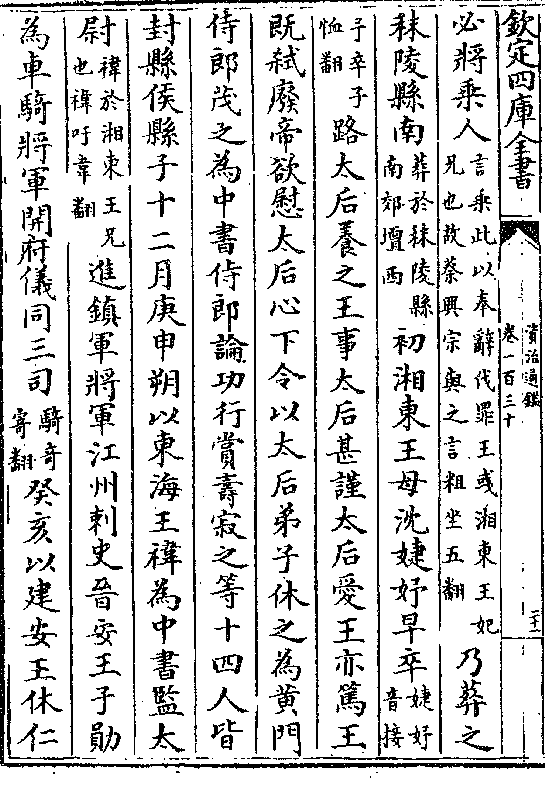 欽定四庫全書
資治通鑑
卷一百三十
二十二
必將乘人言乘此以奉辭伐罪王彧湘東王妃兄也故蔡興宗與之言粗坐五翻乃葬之
秣陵縣南葬於秣陵縣南郊壇西初湘東王母沈婕妤早卒婕妤音接
予卒子恤翻路太后養之王事太后甚謹太后愛王亦篤王
既弑廢帝欲慰太后心下令以太后弟子休之為黄門
侍郎茂之為中書侍郎論功行賞壽寂之等十四人皆
封縣侯縣子十二月庚申朔以東海王禕為中書監太
尉禕於湘東王兄也禕吁韋翻進鎮軍將軍江州刺史晉安王子勛
為車騎將軍開府儀同三司騎奇寄翻癸亥以建安王休仁